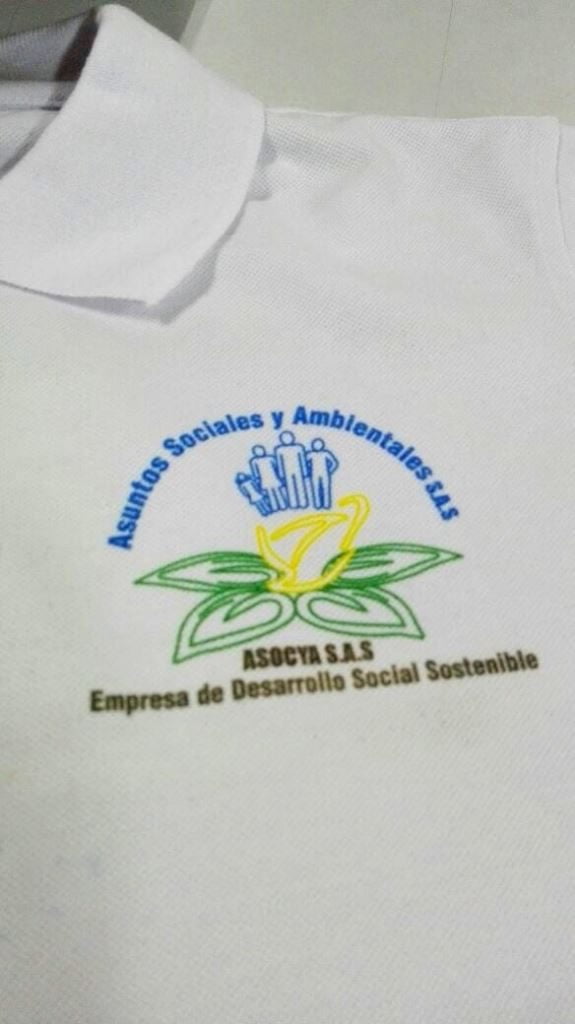 Asuntos Sociales y Ambientales S.A.S
ASOCYA S.A.S
Empresa de Desarrollo Social Sostenible